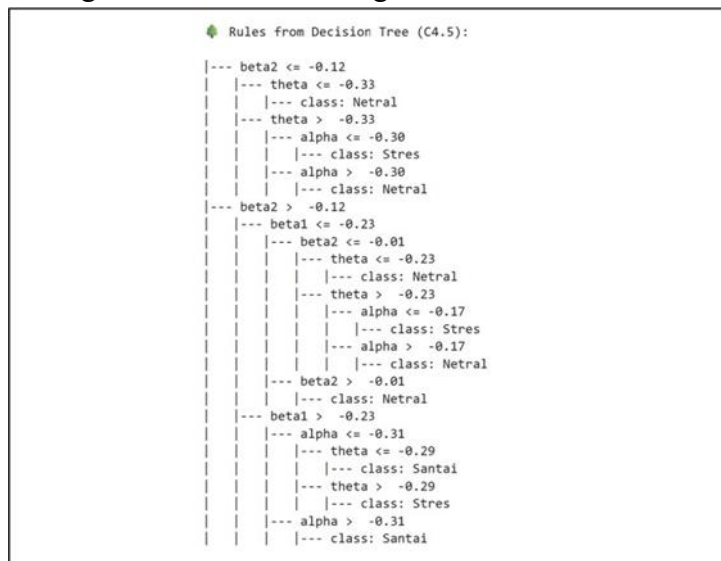 🌲 Rules from Decision Tree (C4.5):
|--- beta2 <= -0.12
|   |--- theta <= -0.33
|   |   |--- class: Netral
|   |--- theta >  -0.33
|   |   |--- alpha <= -0.30
|   |   |   |--- class: Stres
|   |   |--- alpha >  -0.30
|   |   |   |--- class: Netral
|--- beta2 >  -0.12
|   |--- beta1 <= -0.23
|   |   |--- beta2 <= -0.01
|   |   |   |--- theta <= -0.23
|   |   |   |   |--- class: Netral
|   |   |   |--- theta >  -0.23
|   |   |   |   |--- alpha <= -0.17
|   |   |   |   |   |--- class: Stres
|   |   |   |   |--- alpha >  -0.17
|   |   |   |   |   |--- class: Netral
|   |   |--- beta2 >  -0.01
|   |   |   |--- class: Netral
|   |--- beta1 >  -0.23
|   |   |--- alpha <= -0.31
|   |   |   |--- theta <= -0.29
|   |   |   |   |--- class: Santai
|   |   |   |--- theta >  -0.29
|   |   |   |   |--- class: Stres
|   |   |--- alpha >  -0.31
|   |   |   |--- class: Santai